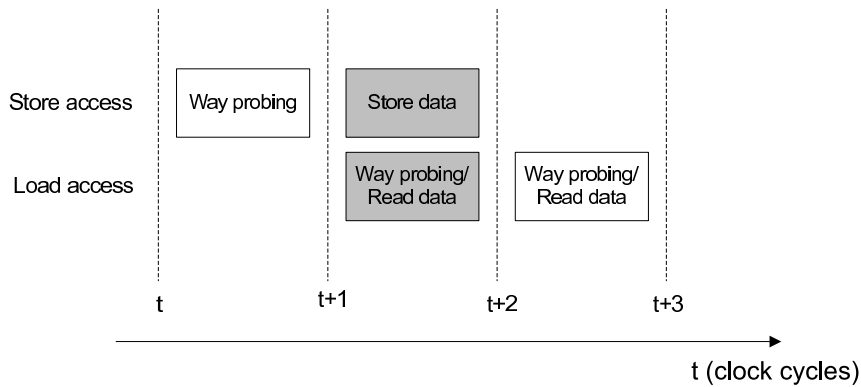 Store access
Way probing
Store data
Load access
Way probing/
Read data
Way probing/
Read data
t
t+1
t+2
t+3
t (clock cycles)